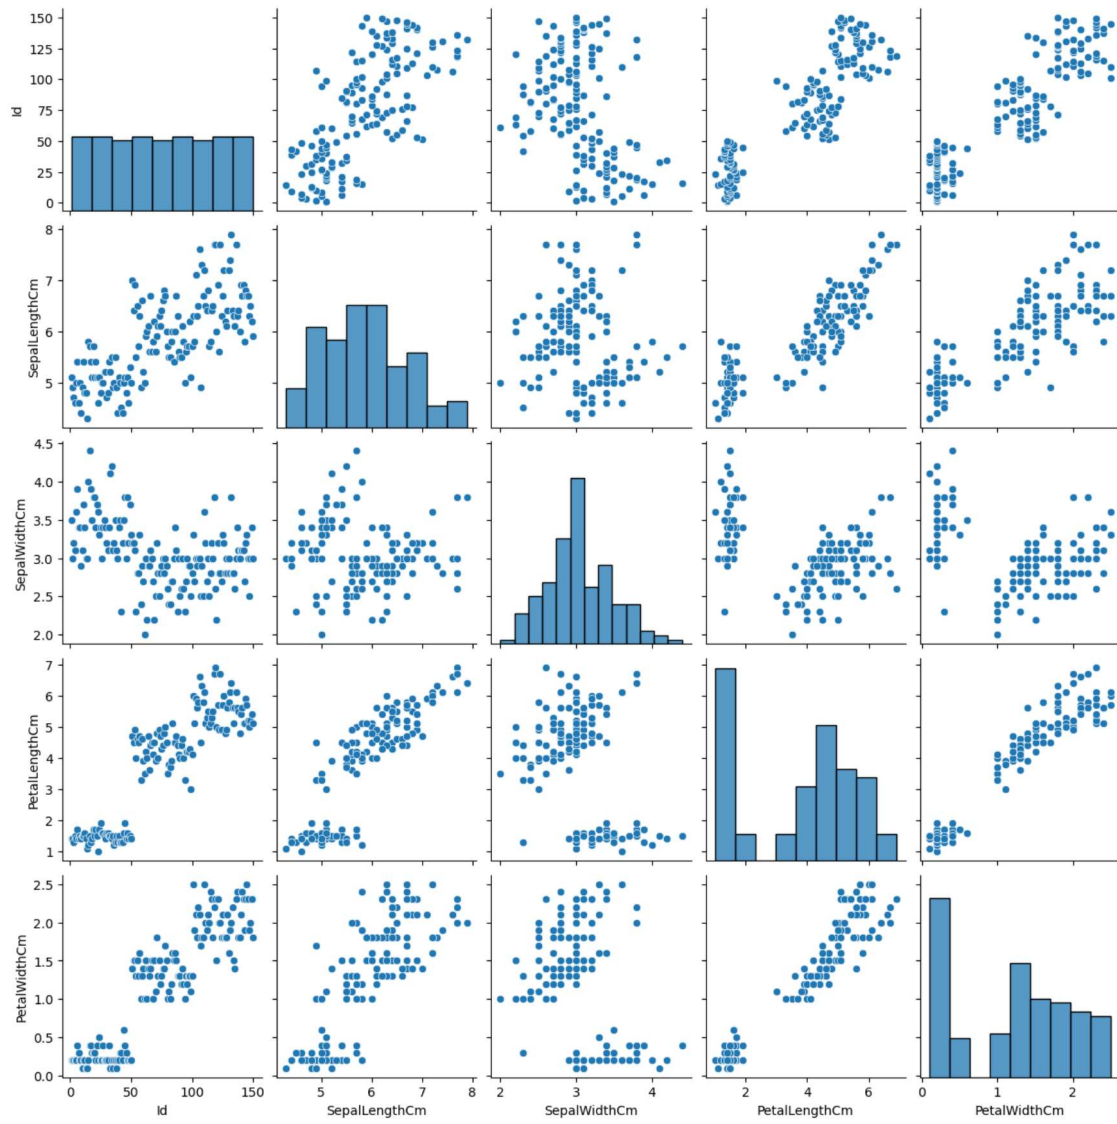 150
125
100
75
50
25
0
Id
8
7
6
5
SepalLengthCm
4.5
4.0
3.5
3.0
2.5
2.0
SepalWidthCm
7
6
5
4
3
2
1
PetalLengthCm
2.5
2.0
1.5
1.0
0.5
0.0
PetalWidthCm
0 50 100 150
5 6 7 8
2 3 4
2 4 6
0 1 2
Id SepalLengthCm SepalWidthCm PetalLengthCm PetalWidthCm